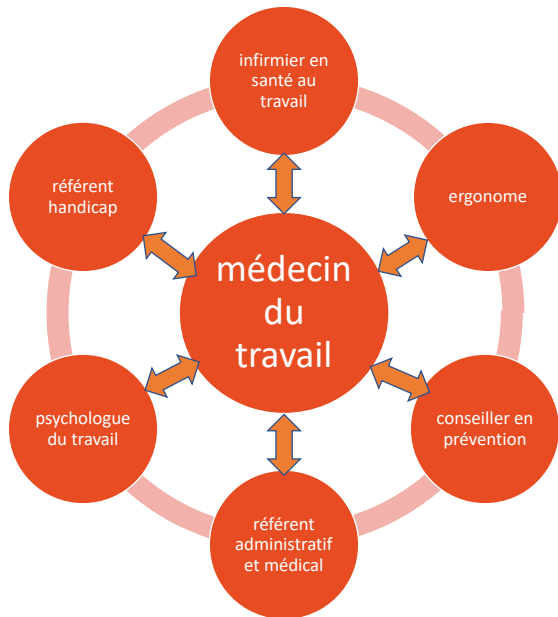 infirmier en
santé au
travail
référent
handicap
ergonome
médecin
du
travail
psychologue
du travail
conseiller en
prévention
référent
administratif
et médical